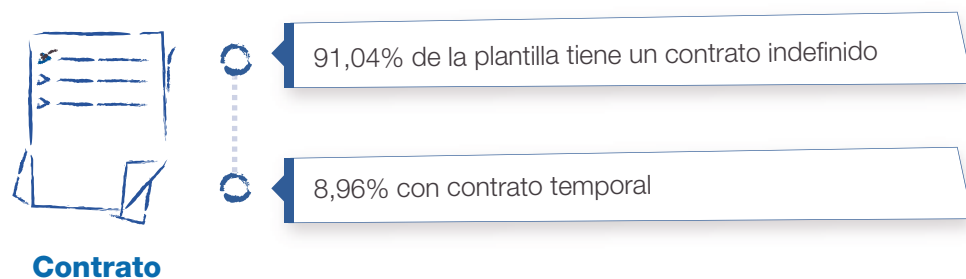 91,04% de la plantilla tiene un contrato indefinido
8,96% con contrato temporal
Contrato